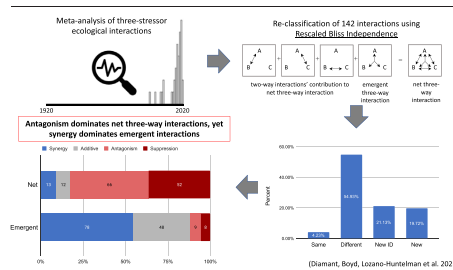 Meta-analysis of three-stressor
ecological interactions
1920
2020
Re-classification of 142 interactions using
Rescaled Bliss Independence
A
B
C
+
A
B
+
B
C
+
A
C
+
A
B
C
=
A
B
C
two-way interactions' contribution to
net three-way interaction
emergent
three-way
interaction
net three-
way
interaction
Antagonism dominates net three-way interactions, yet
synergy dominates emergent interactions
Synergy
Additive
Antagonism
Suppression
Net
12
66
52
Emergent
48
9
8
0%
25%
50%
75%
100%
Percent
60.00%
40.00%
20.00%
0.00%
4.23%
54.93%
21.13%
19.72%
Same
Different
New ID
New
(Diamant, Boyd, Lozano-Huntelman et al. 202